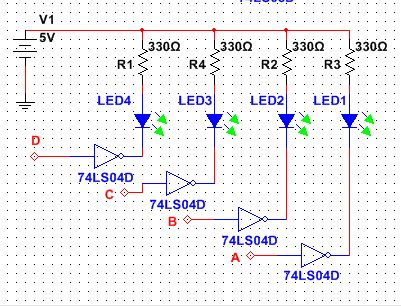 V1
5V
330Ω 330Ω 330Ω 330Ω
R1 R4 R2 R3
LED4 LED3 LED2 LED1
D
74LS04D
C
74LS04D
B
74LS04D
A
74LS04D